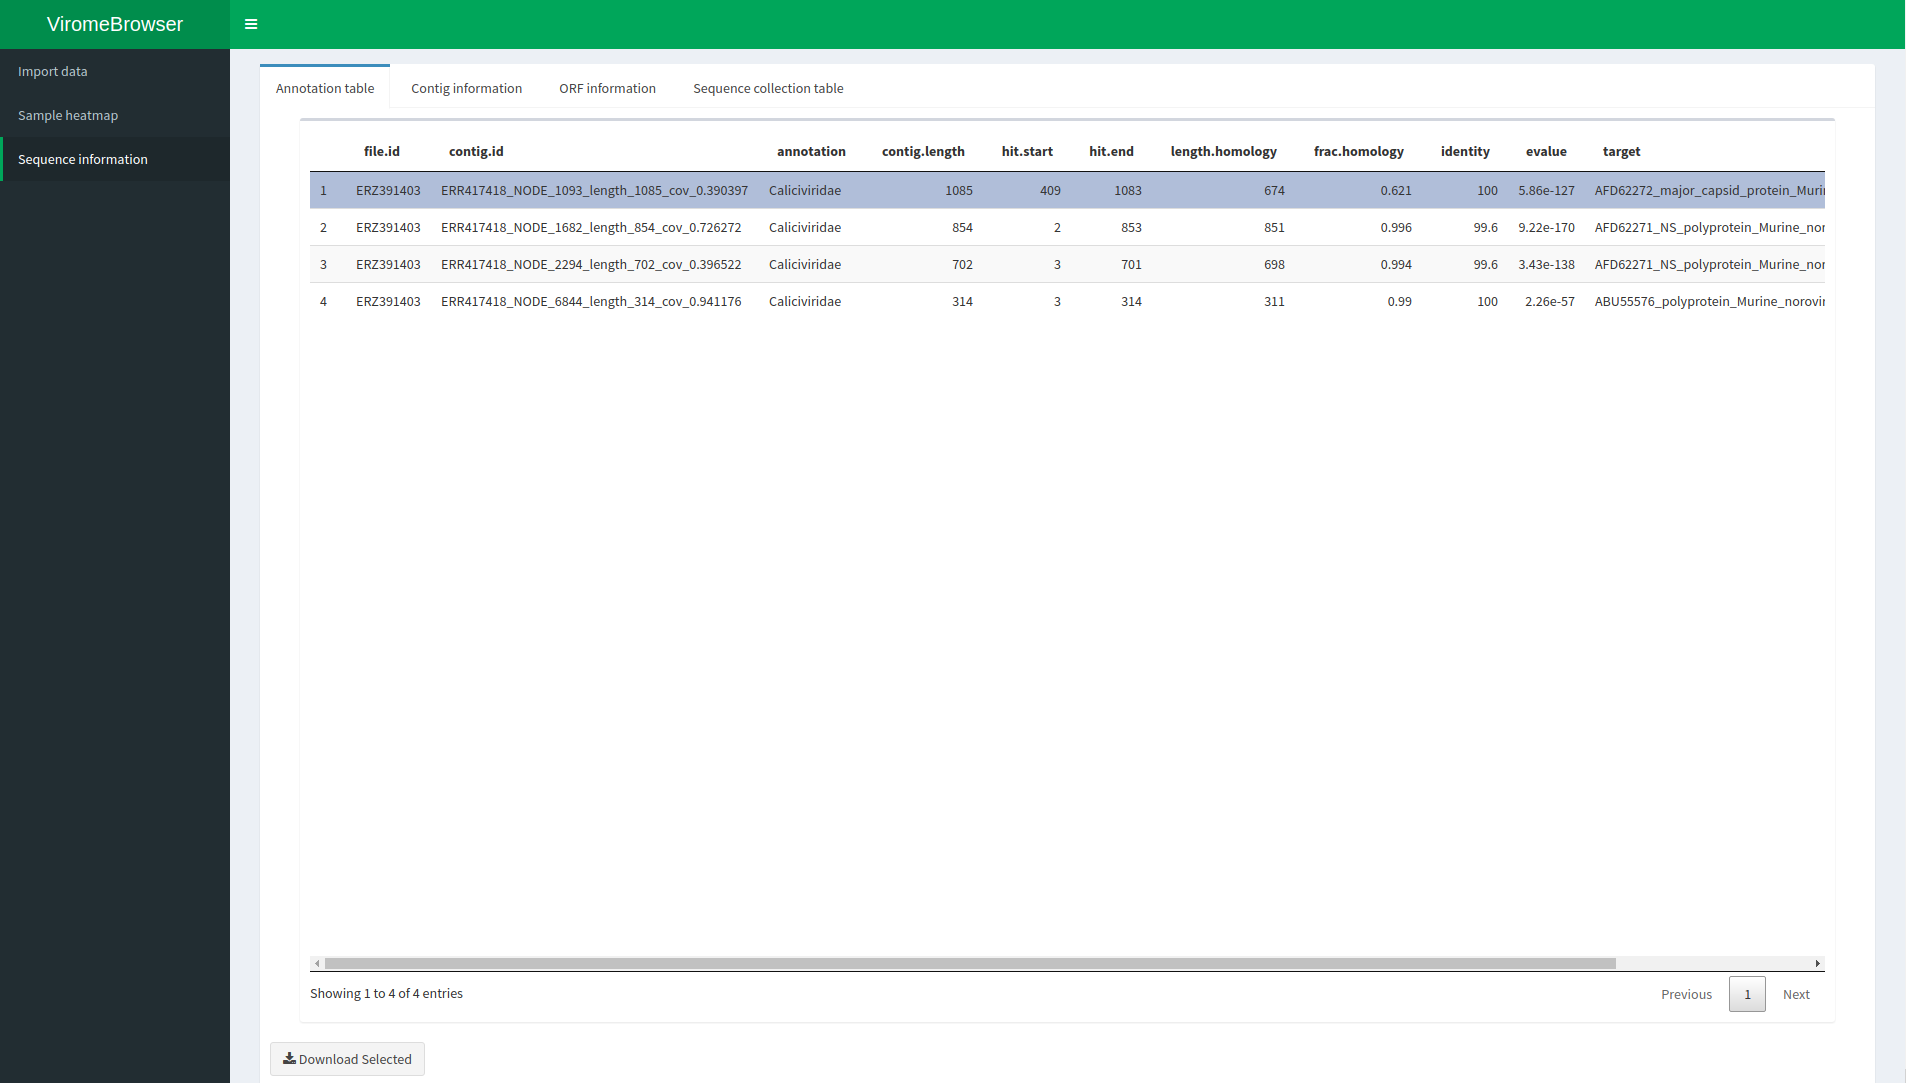 ViromeBrowser
Import data
Sample heatmap
Sequence information
Annotation table Contig information ORF information Sequence collection table
file.id contig.id annotation contig.length hit.start hit.end length.homology frac.homology identity evalue target
1 ERZ391403 ERR417418_NODE_1093_length_1085_cov_0.390397 Caliciviridae 1085 409 1083 674 0.621 100 5.86e-127 AFD62272_major_capsid_protein_Muri
2 ERZ391403 ERR417418_NODE_1682_length_854_cov_0.726272 Caliciviridae 854 2 853 851 0.996 99.6 9.22e-170 AFD62271_NS_polyprotein_Murine_nor
3 ERZ391403 ERR417418_NODE_2294_length_702_cov_0.396522 Caliciviridae 702 3 701 698 0.994 99.6 3.43e-138 AFD62271_NS_polyprotein_Murine_nor
4 ERZ391403 ERR417418_NODE_6844_length_314_cov_0.941176 Caliciviridae 314 3 314 311 0.99 100 2.26e-57 ABU55576_polyprotein_Murine_norovir
Showing 1 to 4 of 4 entries
Previous 1 Next
Download Selected